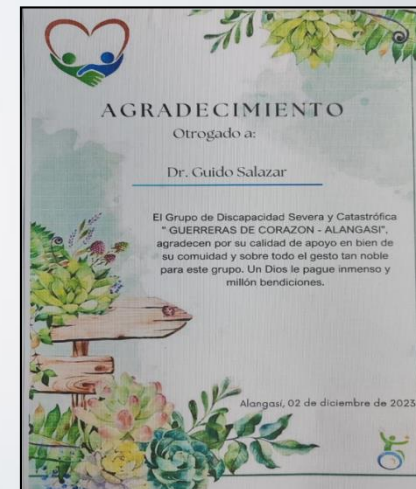 AGRADECIMIENTO
Otrogado a:
Dr. Guido Salazar
El Grupo de Discapacidad Severa y Catastrófica
" GUERRERAS DE CORAZON - ALANGASI",
agradecen por su calidad de apoyo en bien de
su comuidad y sobre todo el gesto tan noble
para este grupo. Un Dios le pague inmenso y
millón bendiciones.
Alangasí, 02 de diciembre de 2023